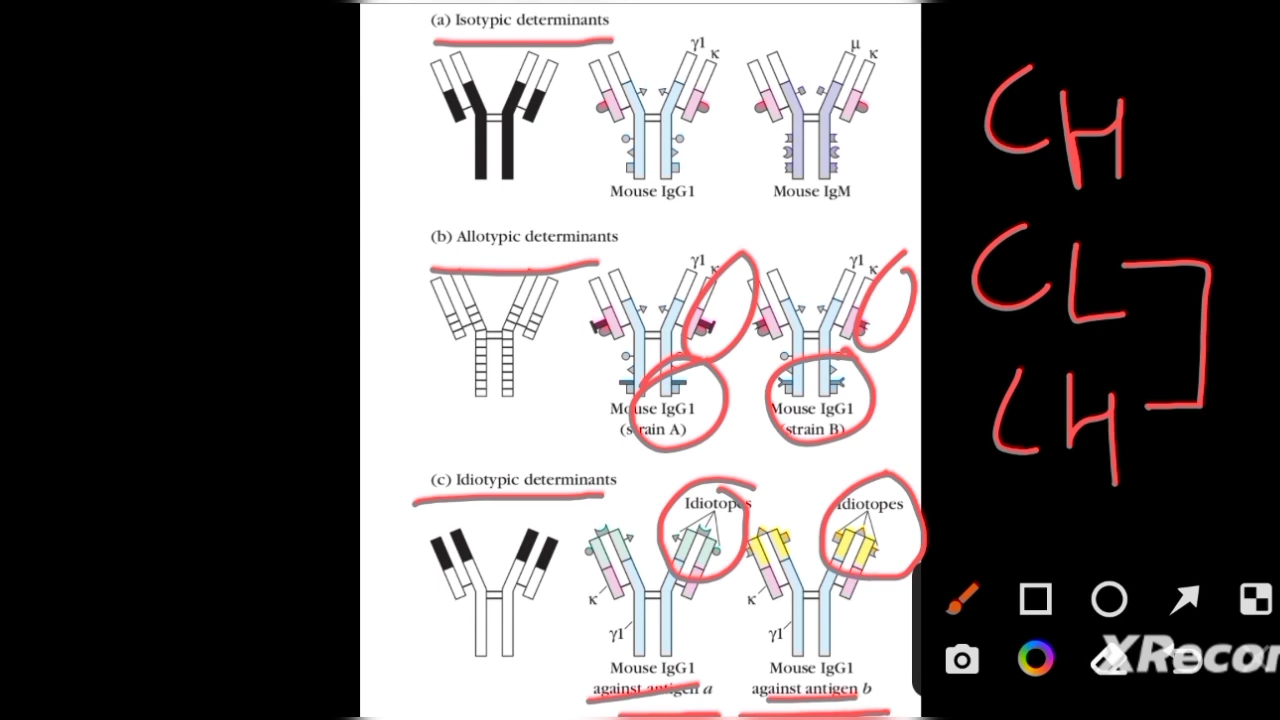 (a) Isotypic determinants
γ1
κ
μ
κ
Mouse IgG1
Mouse IgM
(b) Allotypic determinants
γ1
κ
γ1
κ
Mouse IgG1
(strain A)
Mouse IgG1
(strain B)
(c) Idiotypic determinants
Idiotopes
Idiotopes
κ
γ1
κ
γ1
Mouse IgG1
against antigen a
Mouse IgG1
against antigen b
CH
CL
CH